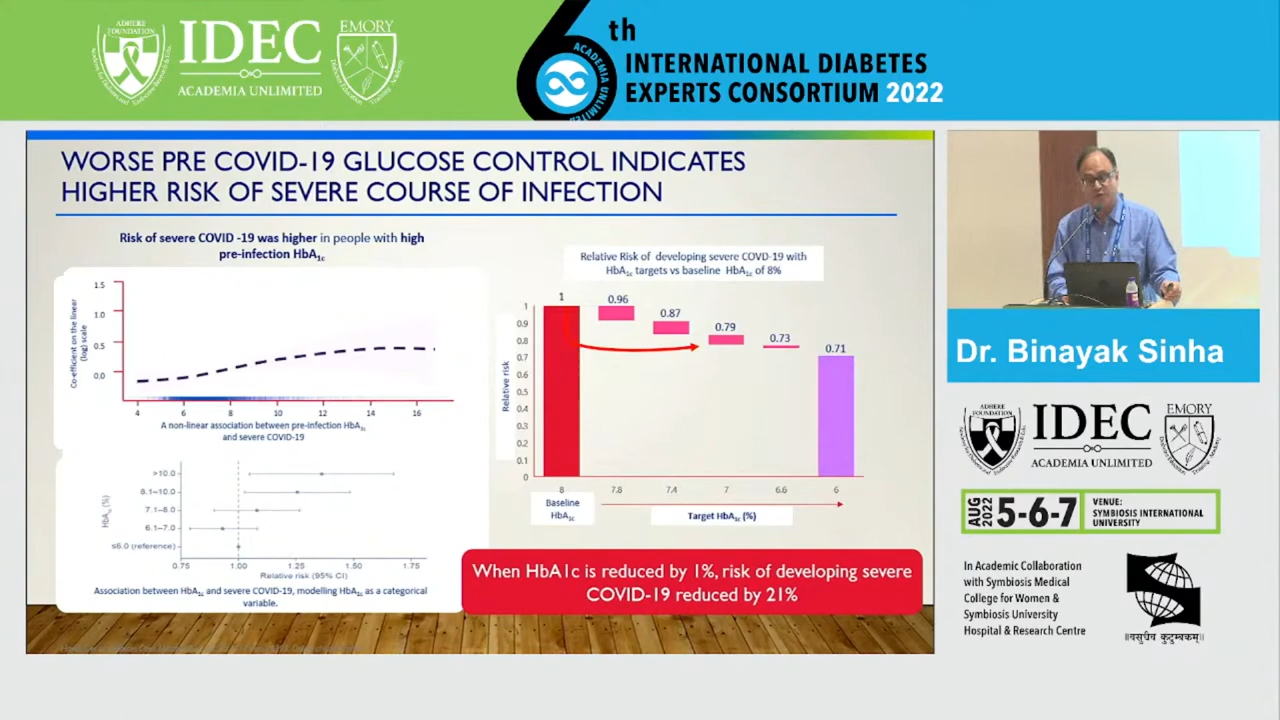 ADHERE
FOUNDATION
IDEC
ACADEMIA UNLIMITED
EMORY
6th
ACADEMIA UNLIMITED
INTERNATIONAL DIABETES
EXPERTS CONSORTIUM 2022
WORSE PRE COVID-19 GLUCOSE CONTROL INDICATES
HIGHER RISK OF SEVERE COURSE OF INFECTION
Risk of severe COVID -19 was higher in people with high
pre-infection HbA1c
Co-efficient on the linear
(log) scale
1.5
1.0
0.5
0.0
4 6 8 10 12 14 16
A non-linear association between pre-infection HbA1c
and severe COVID-19
HbA1c (%)
>10.0
8.1–10.0
7.1–8.0
6.1–7.0
≤6.0 (reference)
0.75 1.00 1.25 1.50 1.75
Relative risk (95% CI)
Association between HbA1c and severe COVID-19, modelling HbA1c as a categorical
variable.
Relative Risk of developing severe COVD-19 with
HbA1c targets vs baseline HbA1c of 8%
Relative risk
1
0.9
0.8
0.7
0.6
0.5
0.4
0.3
0.2
0.1
0
1 0.96 0.87 0.79 0.73 0.71
8 7.8 7.4 7 6.6 6
Baseline
HbA1c
Target HbA1c (%)
When HbA1c is reduced by 1%, risk of developing severe
COVID-19 reduced by 21%
Dr. Binayak Sinha
ADHERE
FOUNDATION
IDEC
ACADEMIA UNLIMITED
EMORY
AUG
2022
5-6-7
VENUE:
SYMBIOSIS INTERNATIONAL
UNIVERSITY
In Academic Collaboration
with Symbiosis Medical
College for Women &
Symbiosis University
Hospital & Research Centre
॥वसुधैव कुटुम्बकम्॥